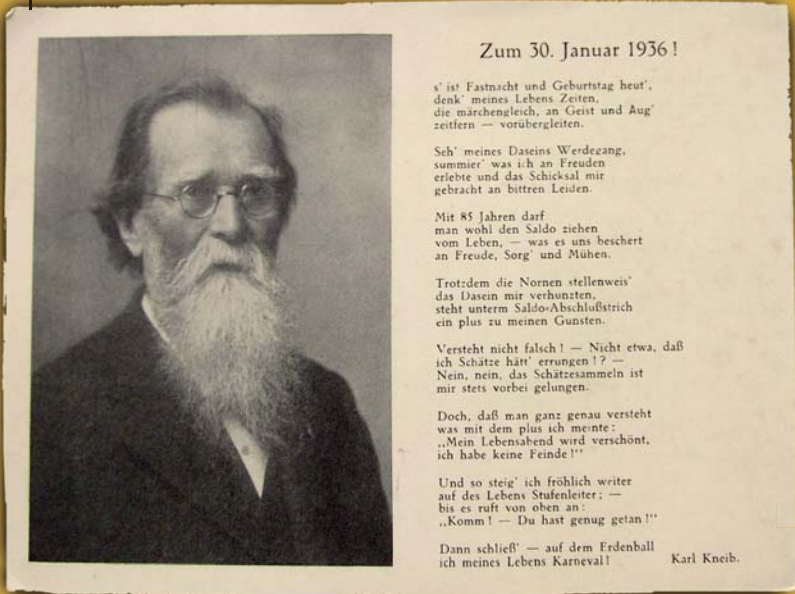 Zum 30. Januar 1936!
s' ist Fastnacht und Geburtstag heut',
denk' meines Lebens Zeiten,
die märchengleich, an Geist und Aug'
zeitfern — vorübergleiten.
Seh' meines Daseins Werdegang,
summier' was ich an Freuden
erlebte und das Schicksal mir
gebracht an bittren Leiden.
Mit 85 Jahren darf
man wohl den Saldo ziehen
vom Leben, — was es uns beschert
an Freude, Sorg' und Mühen.
Trotzdem die Nornen stellenweis'
das Dasein mir verhunzten,
steht unterm Saldo-Abschlußstrich
ein plus zu meinen Gunsten.
Versteht nicht falsch! — Nicht etwa, daß
ich Schätze hätt' errungen!? —
Nein, nein, das Schätzesammeln ist
mir stets vorbei gelungen.
Doch, daß man ganz genau versteht
was mit dem plus ich meinte:
„Mein Lebensabend wird verschönt,
ich habe keine Feinde!"
Und so steig' ich fröhlich weiter
auf des Lebens Stufenleiter; —
bis es ruft von oben an:
„Komm! — Du hast genug getan!"
Dann schließ' — auf dem Erdenball
ich meines Lebens Karneval! Karl Kneib.